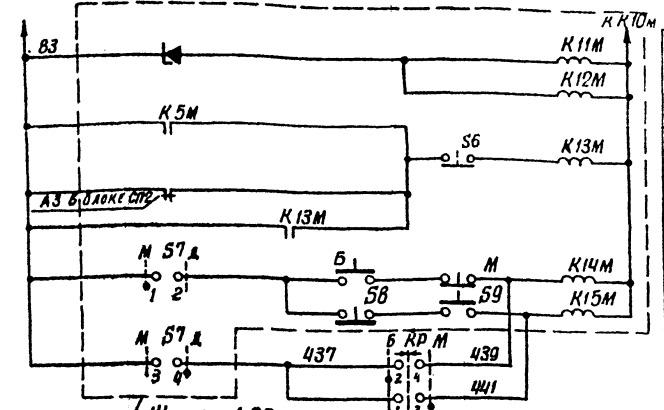 К К10м
83
К11М
К12М
К5М
S6
К13М
А3 в блоке СП2
К13М
М S7 Д
1 2
Б
М
К14М
S8
S9
К15М
М S7 Д
3 4
437
Б КР М
2 4
439
441